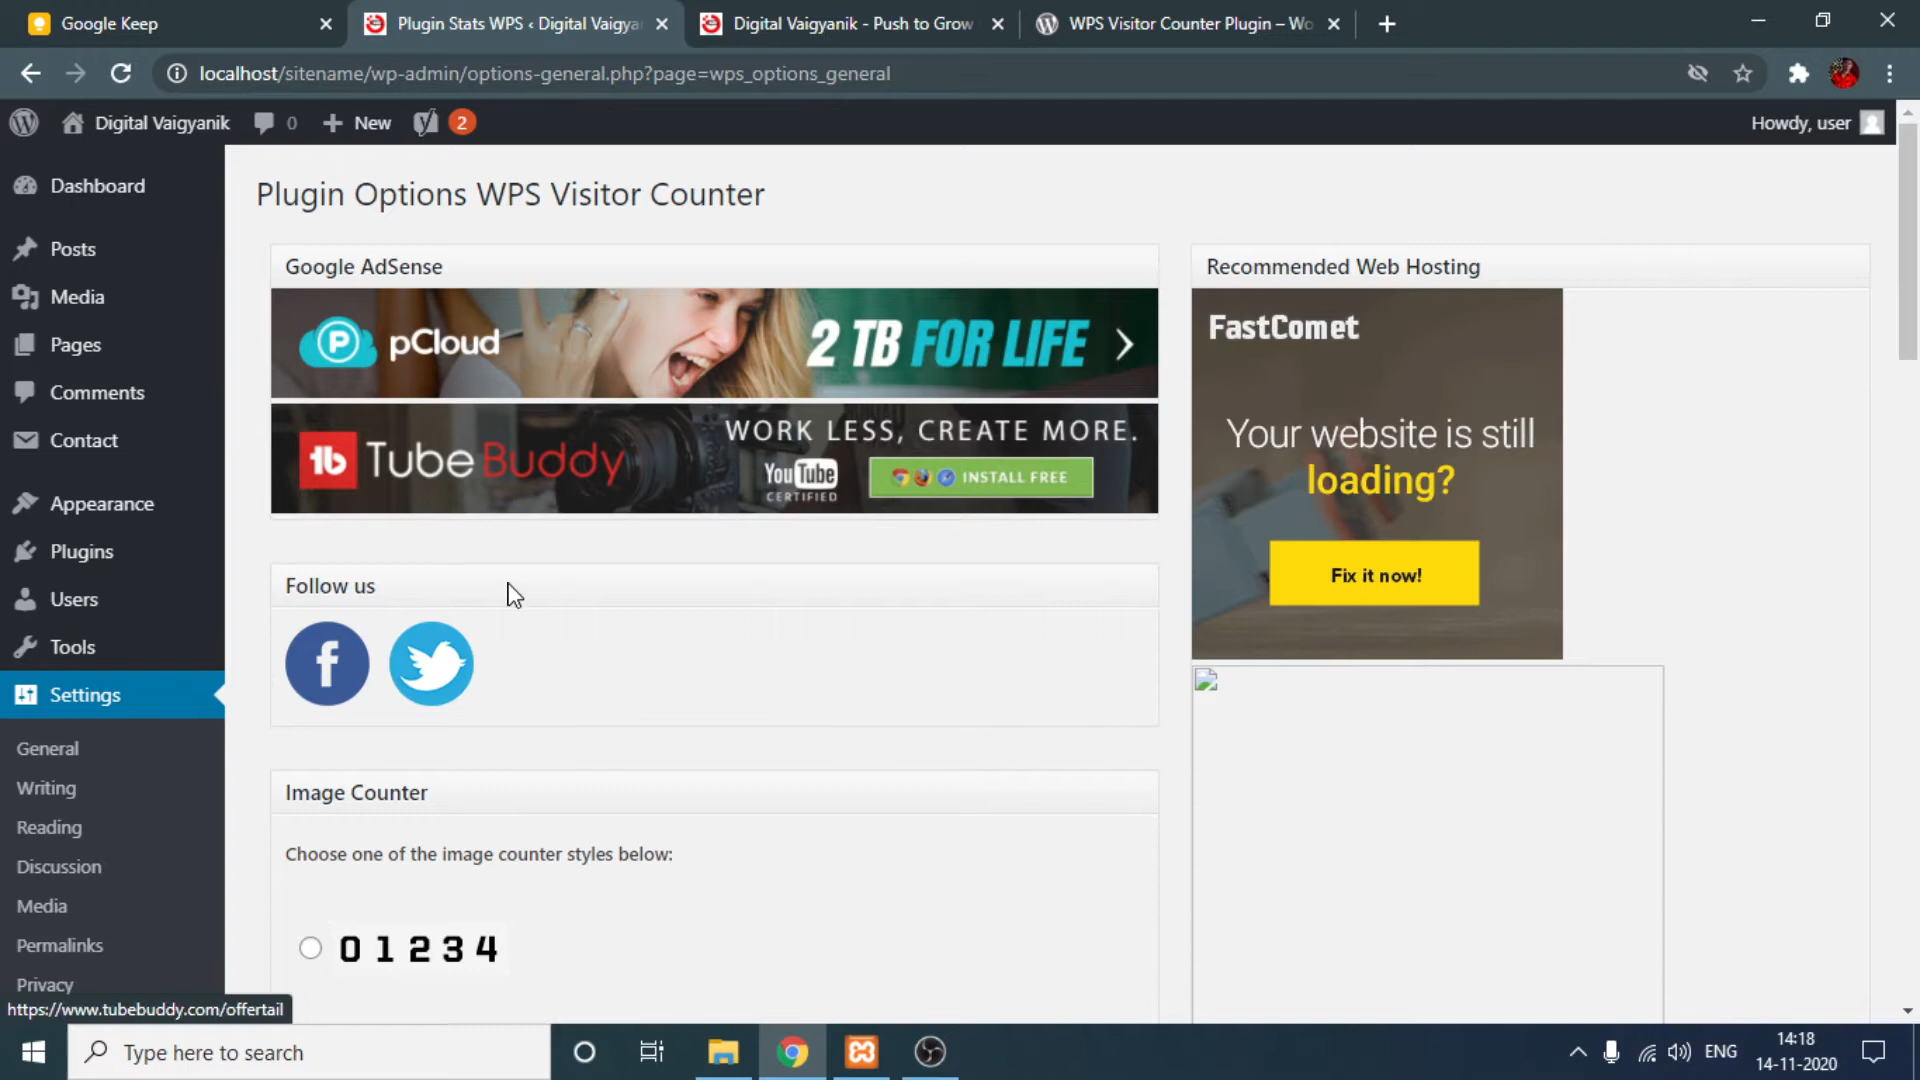 Google Keep
Plugin Stats WPS ‹ Digital Vaigya
Digital Vaigyanik - Push to Grow
WPS Visitor Counter Plugin – Wo
localhost/sitename/wp-admin/options-general.php?page=wps_options_general
Digital Vaigyanik
0
New
2
Howdy, user
Dashboard
Posts
Media
Pages
Comments
Contact
Appearance
Plugins
Users
Tools
Settings
General
Writing
Reading
Discussion
Media
Permalinks
Privacy
https://www.tubebuddy.com/offertail
Plugin Options WPS Visitor Counter
Google AdSense
pCloud
2 TB FOR LIFE
TubeBuddy
WORK LESS, CREATE MORE.
YouTube
CERTIFIED
INSTALL FREE
Follow us
Image Counter
Choose one of the image counter styles below:
0 1 2 3 4
Recommended Web Hosting
FastComet
Your website is still
loading?
Fix it now!
Type here to search
ENG
14:18
14-11-2020